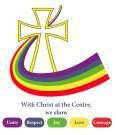 With Christ at the Centre,
we show
Unity Respect Joy Love Courage